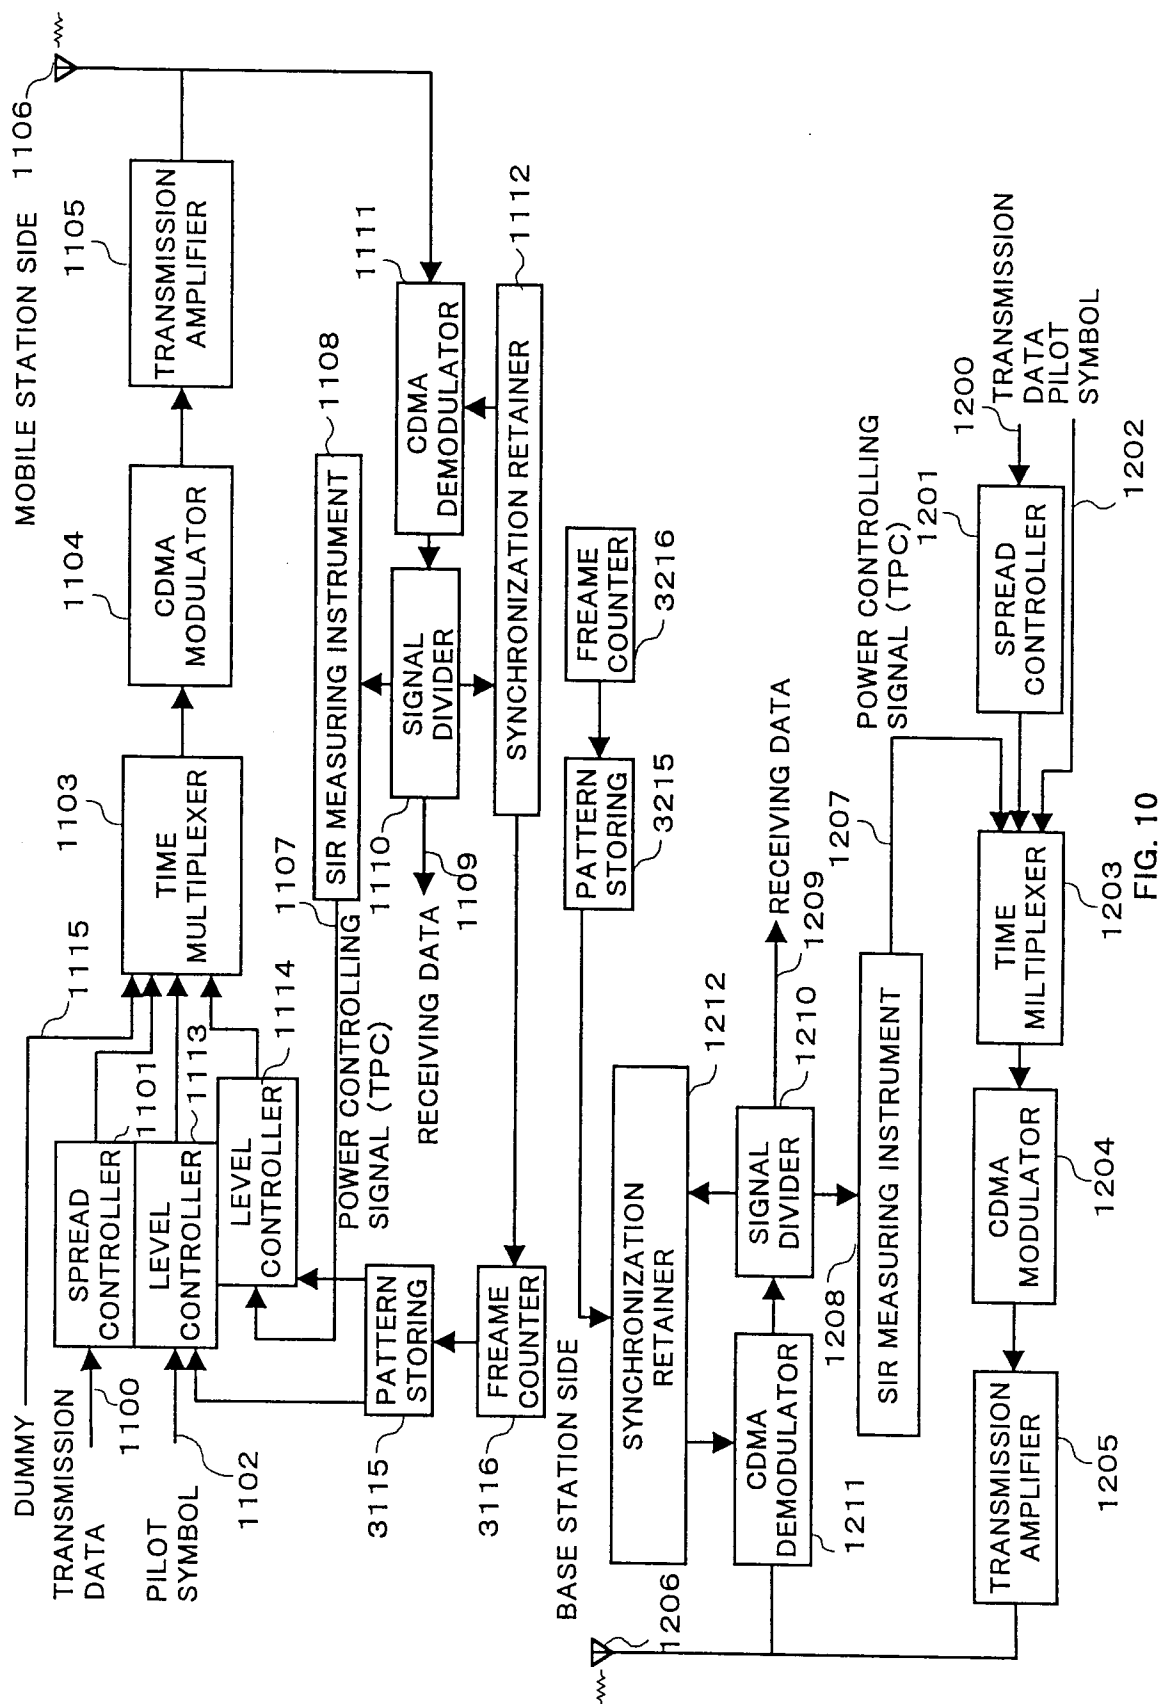 MOBILE STATION SIDE 1106
DUMMY
1115
TRANSMISSION
DATA
1100
SPREAD
CONTROLLER
1101
PILOT
SYMBOL
1102
LEVEL
CONTROLLER
1113
LEVEL
CONTROLLER
1114
1103
TIME
MULTIPLEXER
1104
CDMA
MODULATOR
1105
TRANSMISSION
AMPLIFIER
POWER CONTROLLING
SIGNAL (TPC)
1107
SIR MEASURING INSTRUMENT
1108
RECEIVING DATA
1109
1110
SIGNAL
DIVIDER
CDMA
DEMODULATOR
1111
SYNCHRONIZATION RETAINER
1112
3115
PATTERN
STORING
3116
FREAME
COUNTER
BASE STATION SIDE
1206
PATTERN
STORING
3215
FREAME
COUNTER
3216
SYNCHRONIZATION
RETAINER
1212
CDMA
DEMODULATOR
1211
SIGNAL
DIVIDER
1210
1209
RECEIVING DATA
1208
SIR MEASURING INSTRUMENT
1207
POWER CONTROLLING
SIGNAL (TPC)
TRANSMISSION
AMPLIFIER
1205
CDMA
MODULATOR
1204
TIME
MILTIPLEXER
1203
1201
SPREAD
CONTROLLER
1200
TRANSMISSION
DATA
PILOT
SYMBOL
1202
FIG. 10